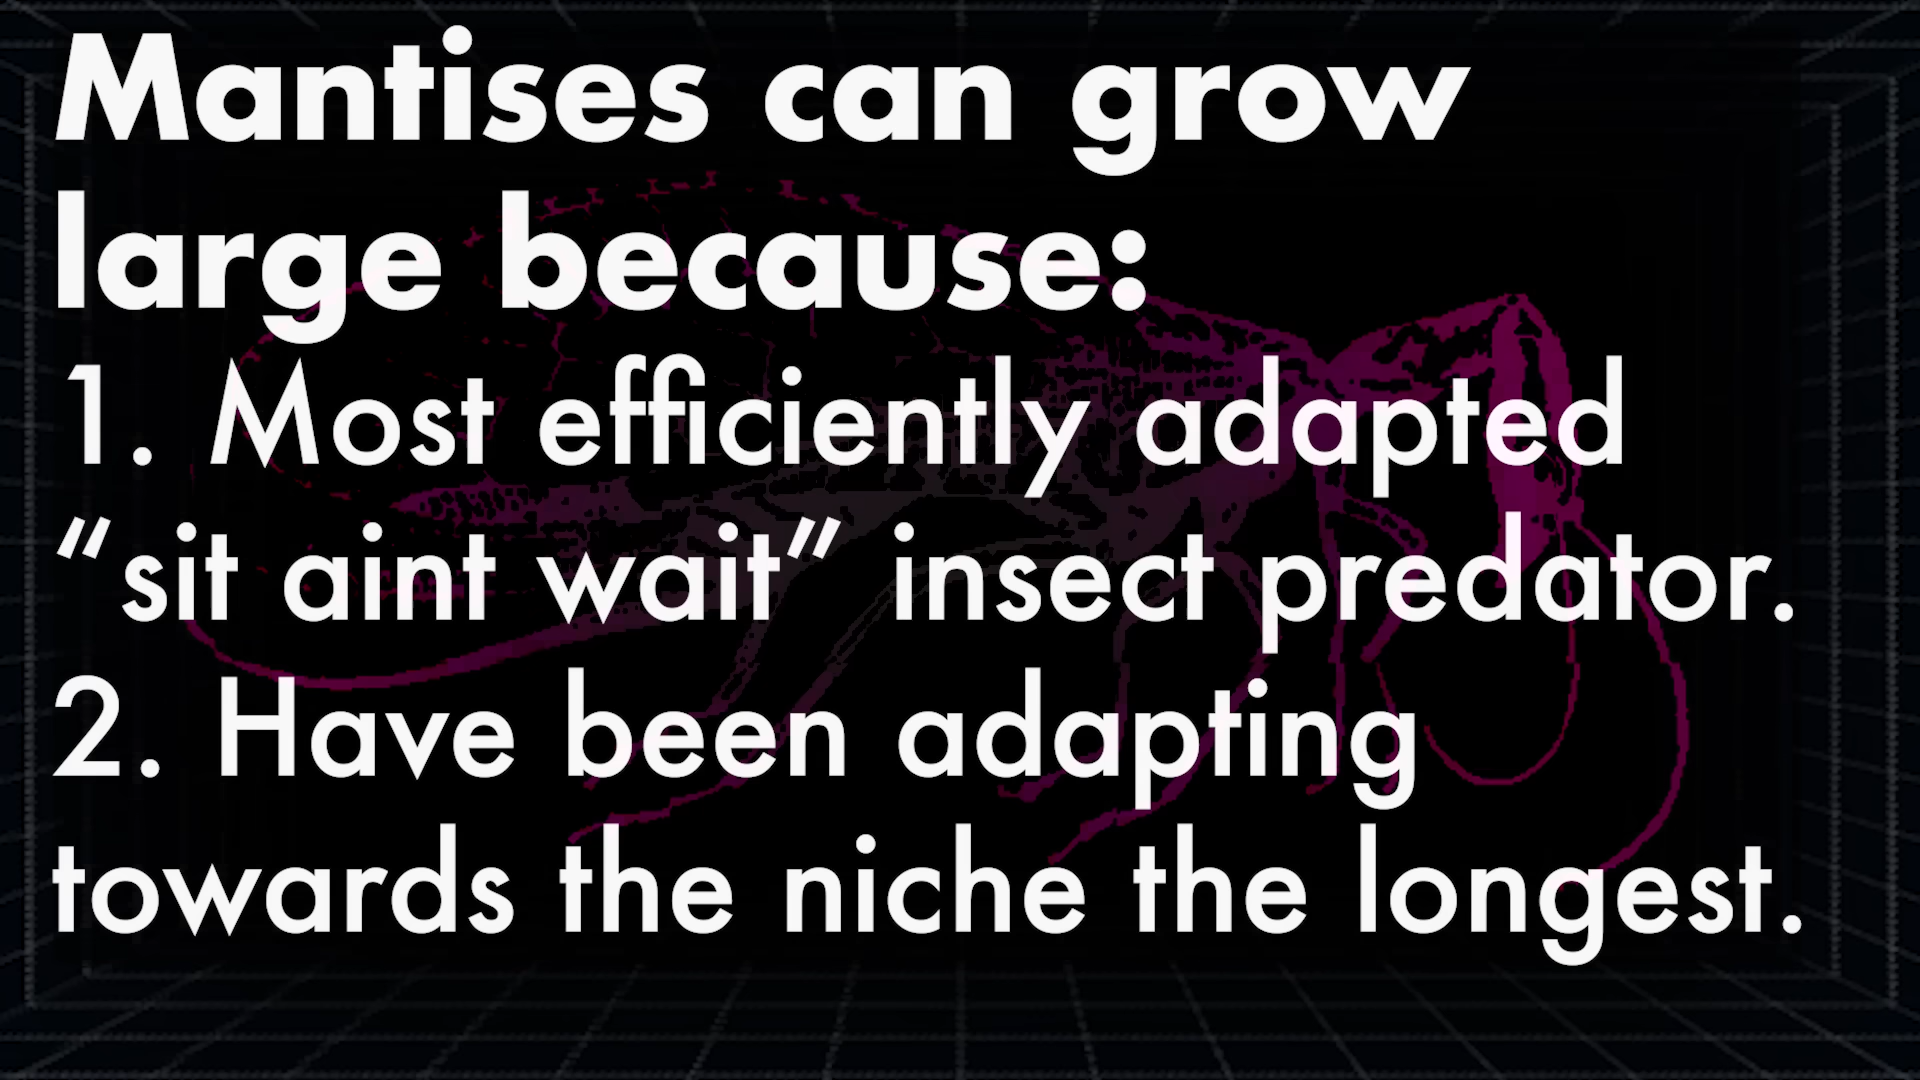 Mantises can grow
large because:
1. Most efficiently adapted
“sit aint wait” insect predator.
2. Have been adapting
towards the niche the longest.